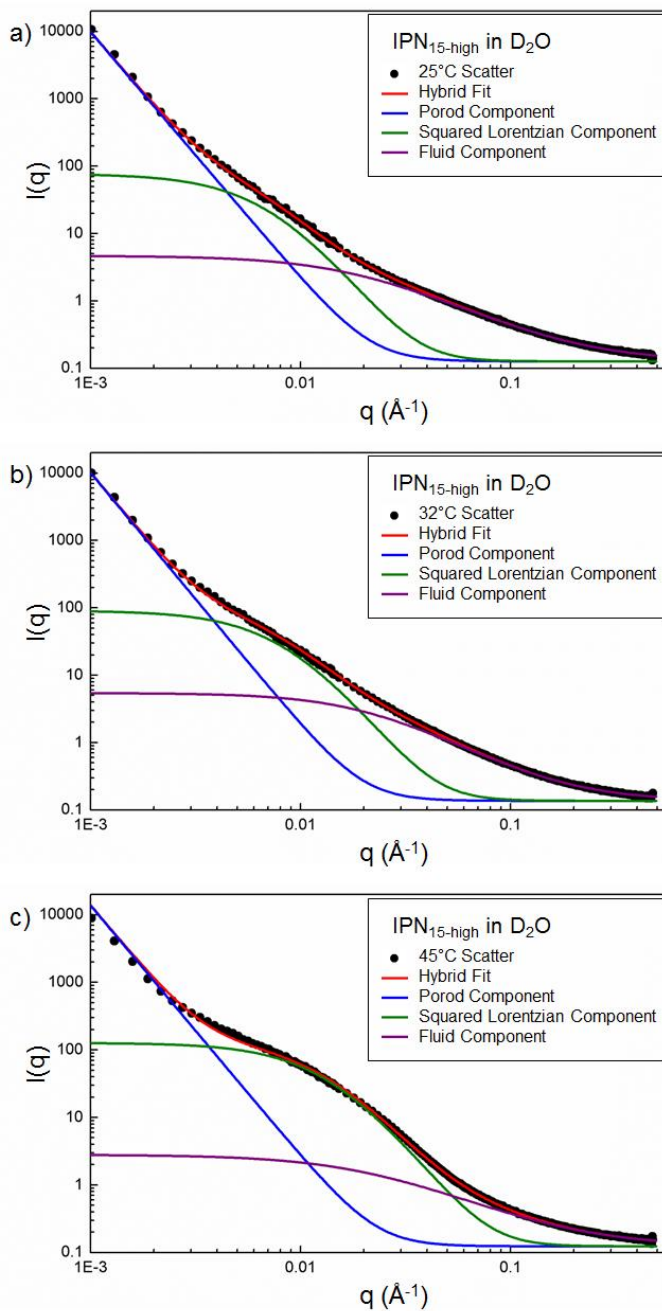 a)
IPN15-high in D2O
25°C Scatter
Hybrid Fit
Porod Component
Squared Lorentzian Component
Fluid Component
I(q)
10000
1000
100
10
1
0.1
1E-3
0.01
0.1
q (Å-1)
b)
IPN15-high in D2O
32°C Scatter
Hybrid Fit
Porod Component
Squared Lorentzian Component
Fluid Component
I(q)
10000
1000
100
10
1
0.1
1E-3
0.01
0.1
q (Å-1)
c)
IPN15-high in D2O
45°C Scatter
Hybrid Fit
Porod Component
Squared Lorentzian Component
Fluid Component
I(q)
10000
1000
100
10
1
0.1
1E-3
0.01
0.1
q (Å-1)